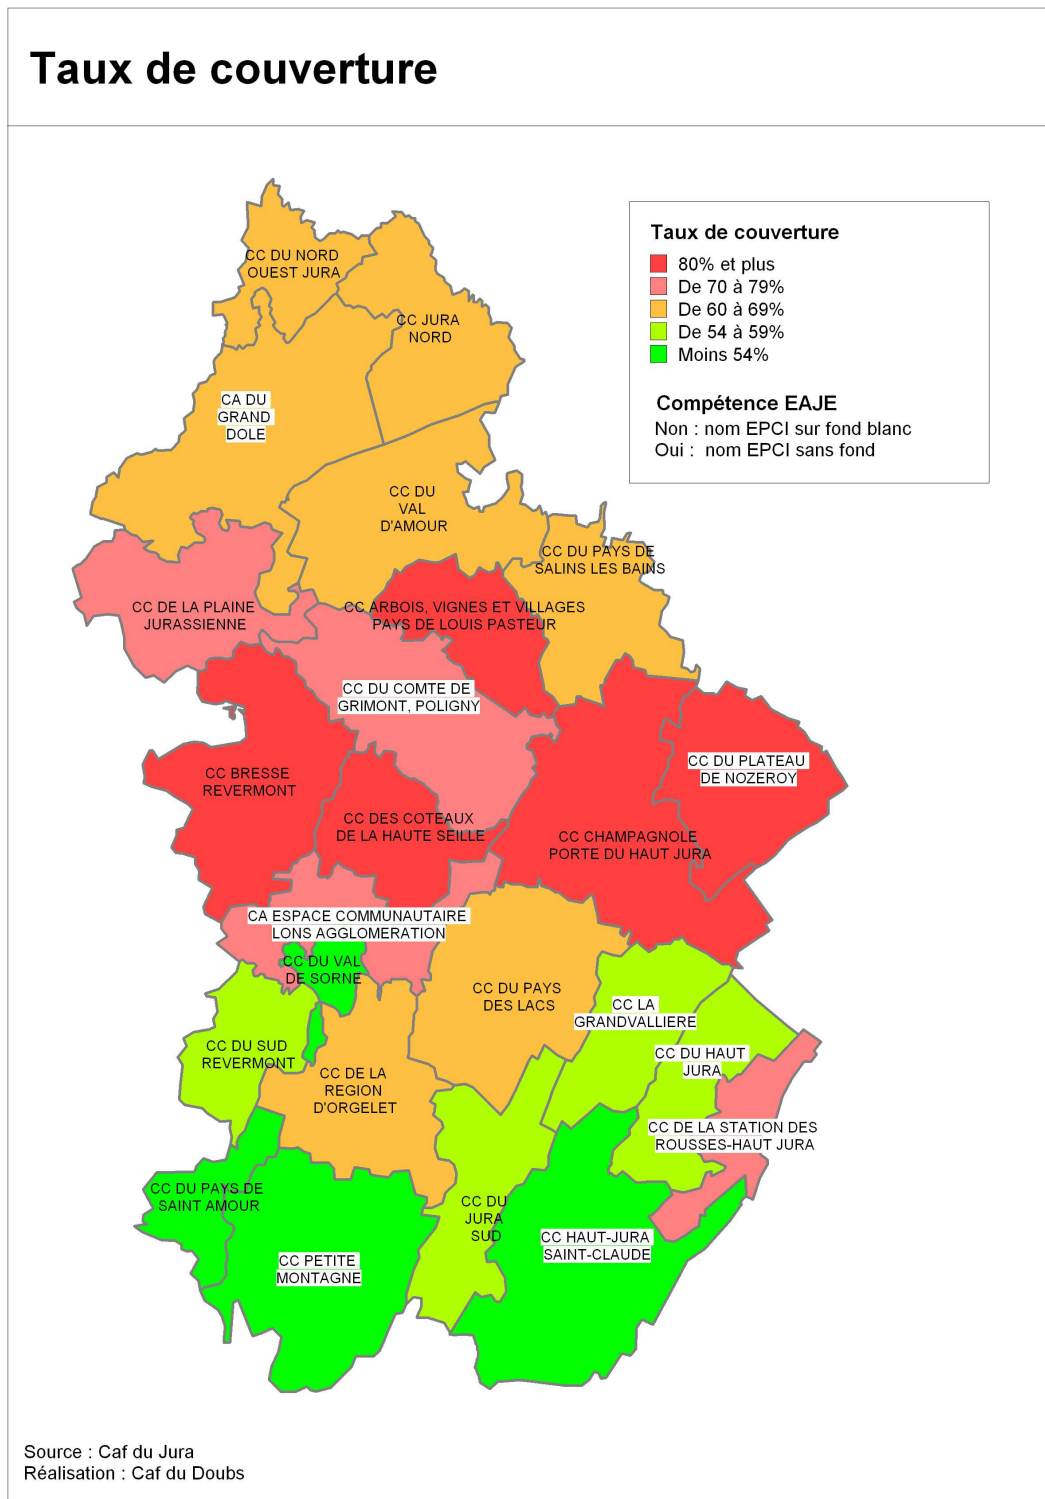 Taux de couverture
Taux de couverture
80% et plus
De 70 à 79%
De 60 à 69%
De 54 à 59%
Moins 54%
Compétence EAJE
Non : nom EPCI sur fond blanc
Oui : nom EPCI sans fond
CC DU NORD
OUEST JURA
CC JURA
NORD
CA DU
GRAND
DOLE
CC DU
VAL
D'AMOUR
CC DU PAYS DE
SALINS LES BAINS
CC DE LA PLAINE
JURASSIENNE
CC ARBOIS, VIGNES ET VILLAGES
PAYS DE LOUIS PASTEUR
CC DU COMTE DE
GRIMONT, POLIGNY
CC BRESSE
REVERMONT
CC DU PLATEAU
DE NOZEROY
CC DES COTEAUX
DE LA HAUTE SEILLE
CC CHAMPAGNOLE
PORTE DU HAUT JURA
CA ESPACE COMMUNAUTAIRE
LONS AGGLOMERATION
CC DU VAL
DE SORNE
CC DU PAYS
DES LACS
CC LA
GRANDVALLIERE
CC DU SUD
REVERMONT
CC DU HAUT
JURA
CC DE LA
REGION
D'ORGELET
CC DE LA STATION DES
ROUSSES-HAUT JURA
CC DU PAYS DE
SAINT AMOUR
CC DU
JURA
SUD
CC HAUT-JURA
SAINT-CLAUDE
CC PETITE
MONTAGNE
Source : Caf du Jura
Réalisation : Caf du Doubs